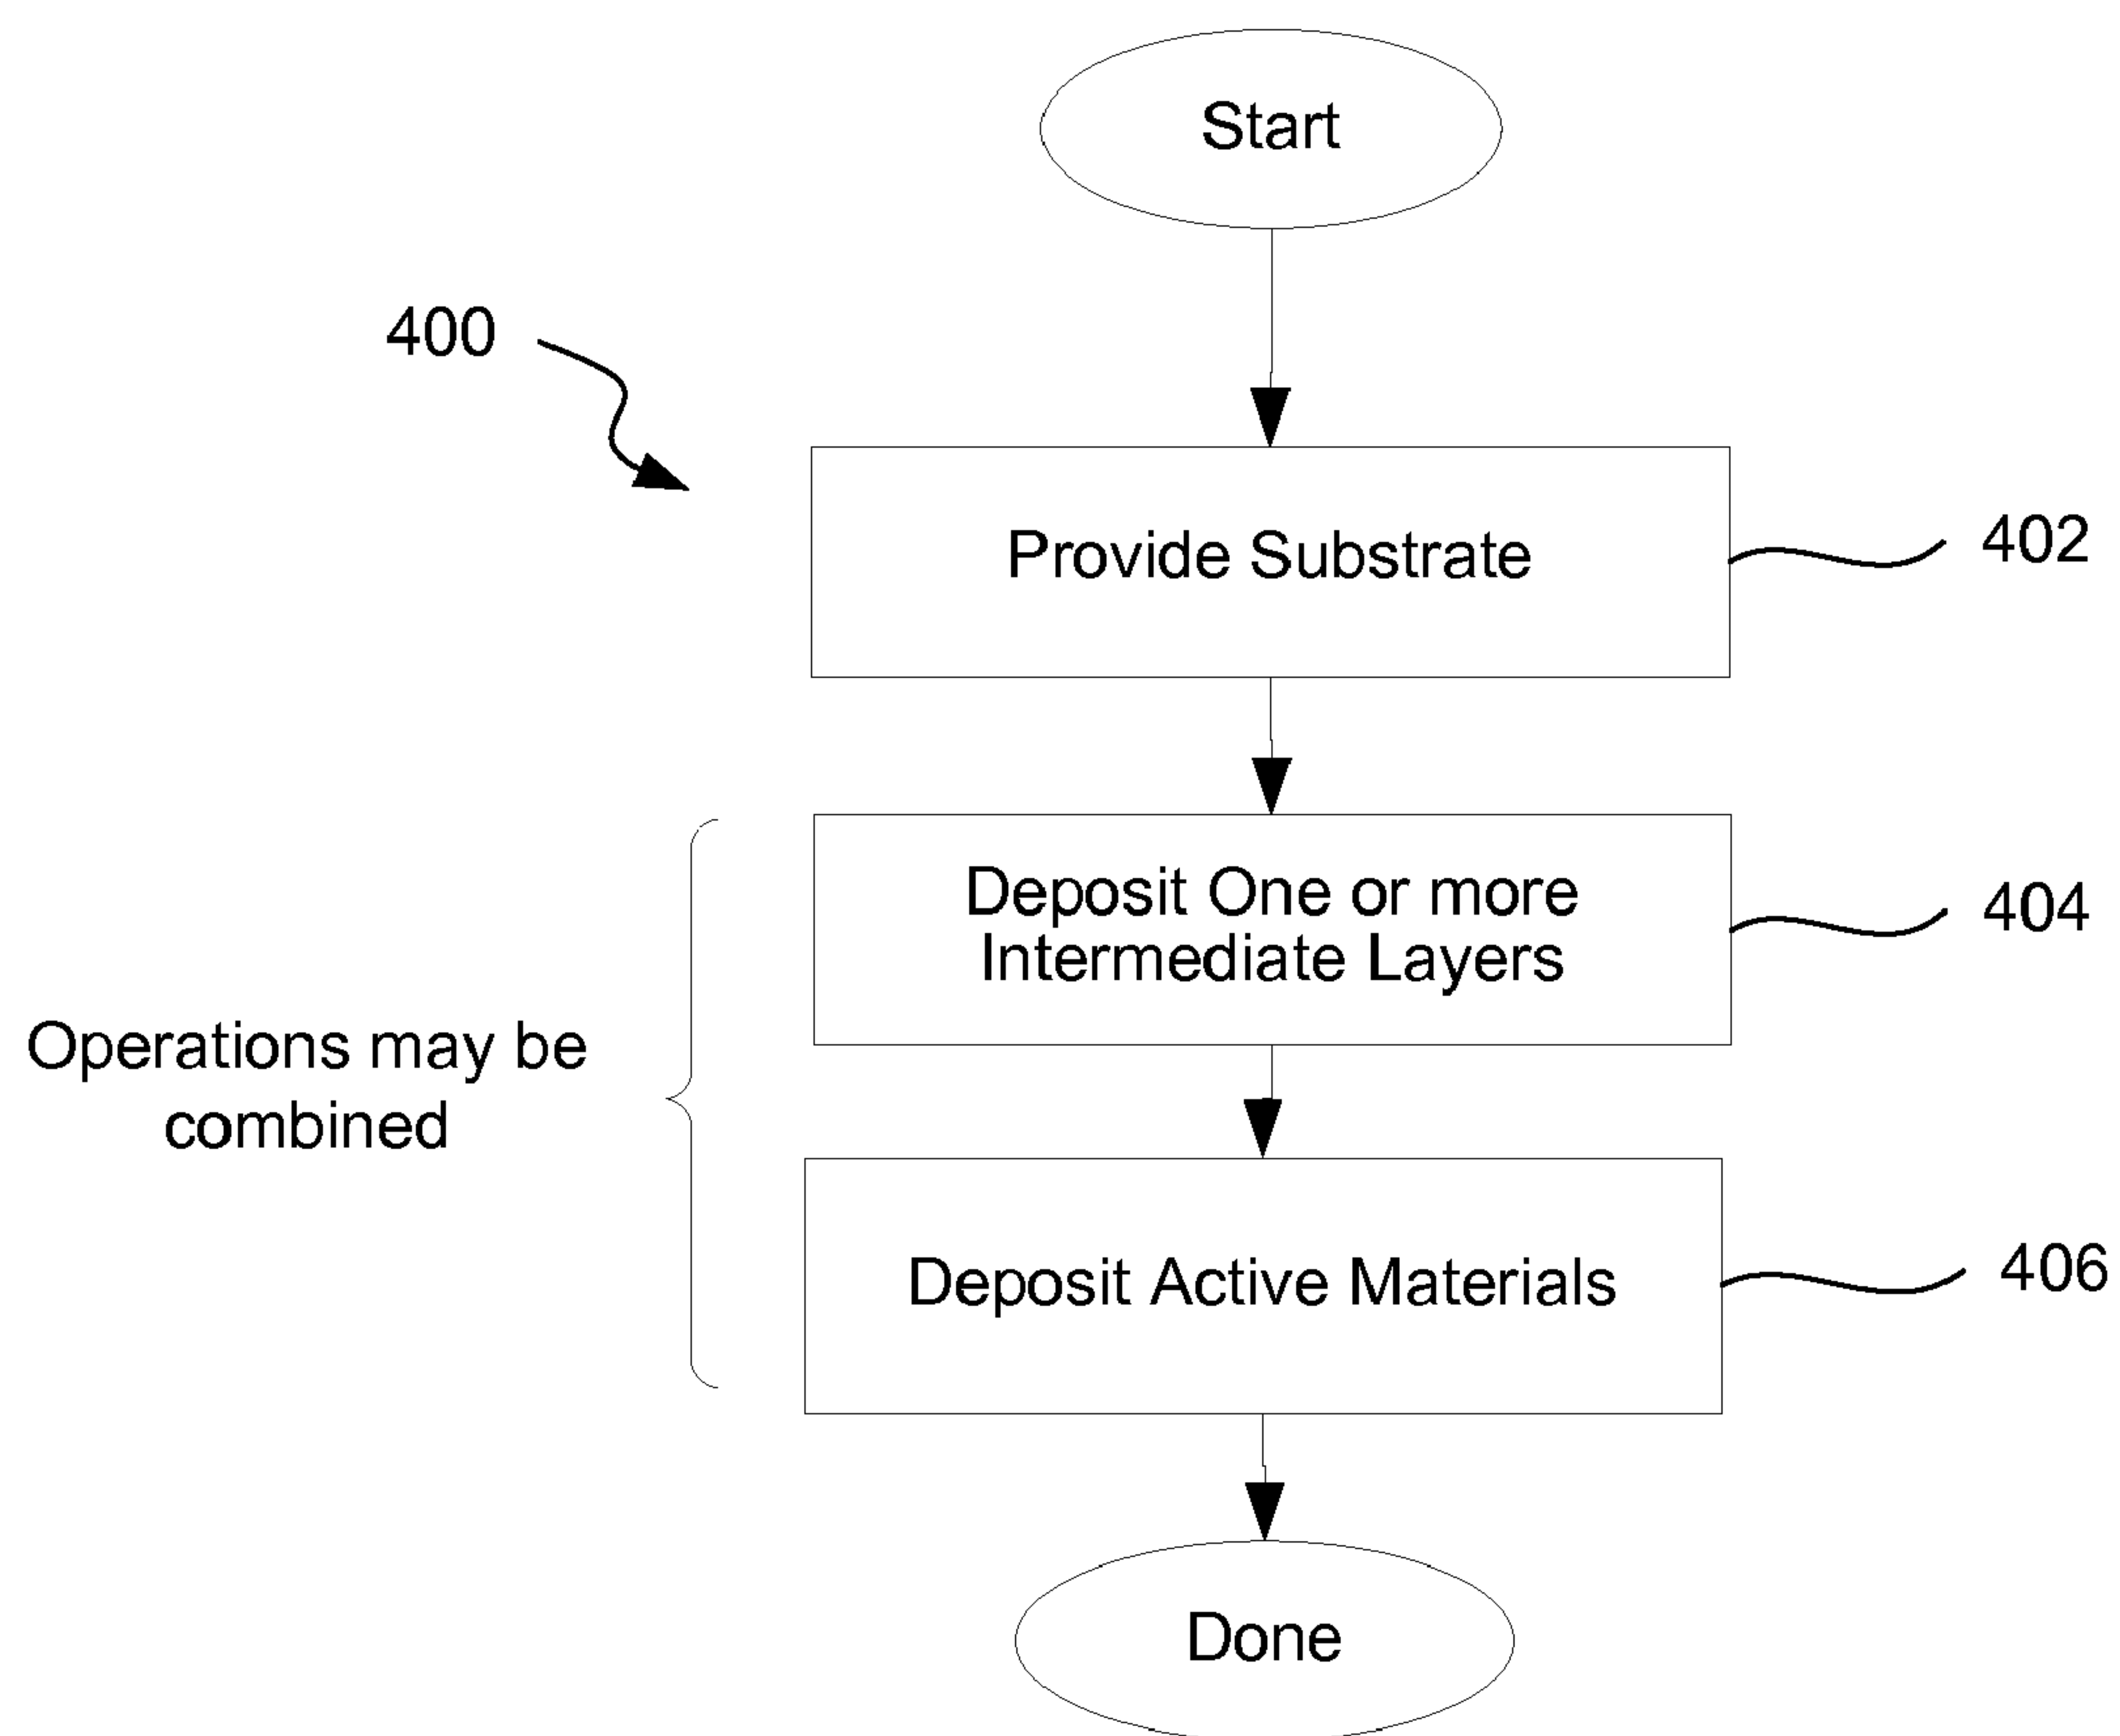 Start
400
Provide Substrate
402
Deposit One or more
Intermediate Layers
404
Operations may be
combined
Deposit Active Materials
406
Done